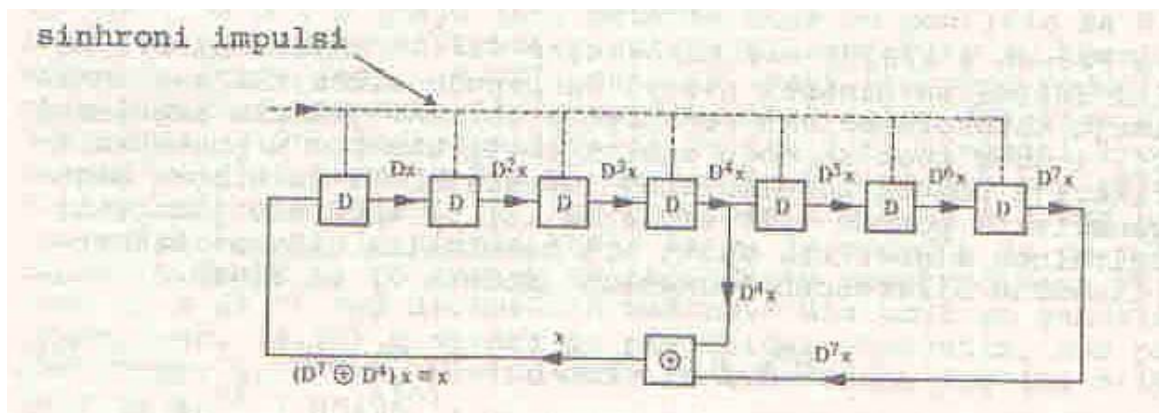 sinhroni impulsi
Dx D²x D³x D⁴x D⁵x D⁶x D⁷x
D D D D D D D
D⁴x
x
⊕
D⁷x
(D⁷ ⊕ D⁴) x = x